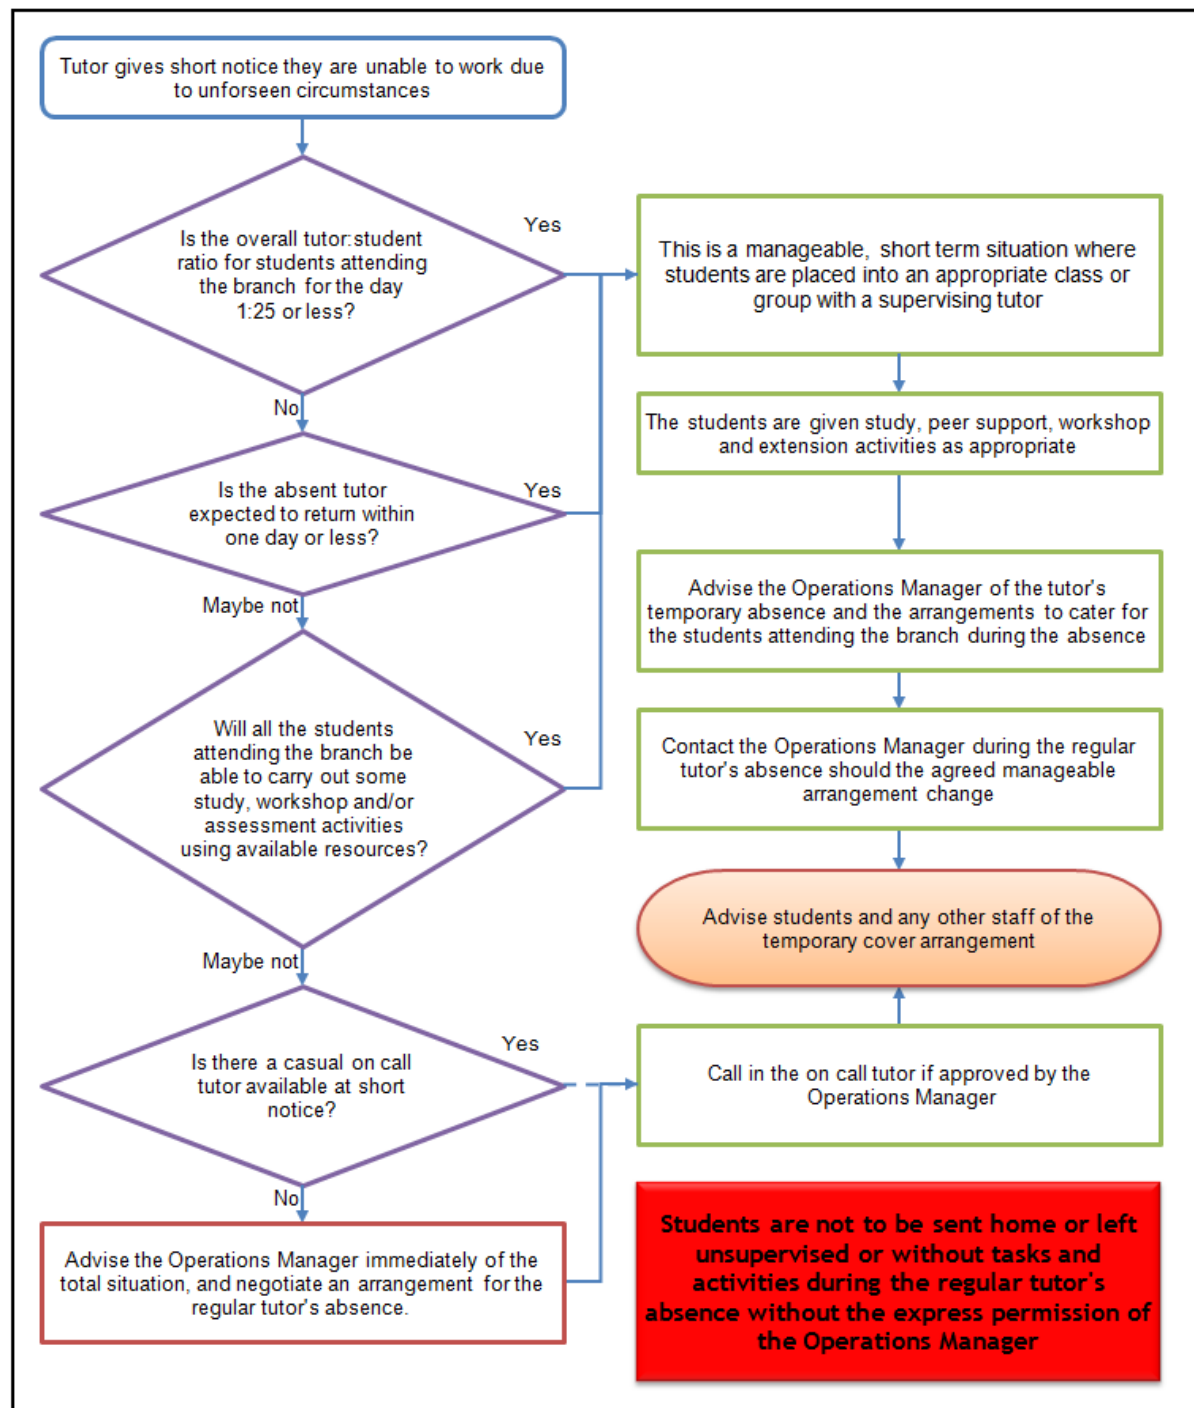 Tutor gives short notice they are unable to work due
to unforseen circumstances
Is the overall tutor:student
ratio for students attending
the branch for the day
1:25 or less?
Yes
This is a manageable, short term situation where
students are placed into an appropriate class or
group with a supervising tutor
No
The students are given study, peer support, workshop
and extension activities as appropriate
Is the absent tutor
expected to return within
one day or less?
Yes
Maybe not
Advise the Operations Manager of the tutor's
temporary absence and the arrangements to cater for
the students attending the branch during the absence
Will all the students
attending the branch be
able to carry out some
study, workshop and/or
assessment activities
using available resources?
Yes
Contact the Operations Manager during the regular
tutor's absence should the agreed manageable
arrangement change
Maybe not
Advise students and any other staff of the
temporary cover arrangement
Is there a casual on call
tutor available at short
notice?
Yes
Call in the on call tutor if approved by the
Operations Manager
No
Advise the Operations Manager immediately of the
total situation, and negotiate an arrangement for the
regular tutor's absence.
Students are not to be sent home or left
unsupervised or without tasks and
activities during the regular tutor's
absence without the express permission of
the Operations Manager